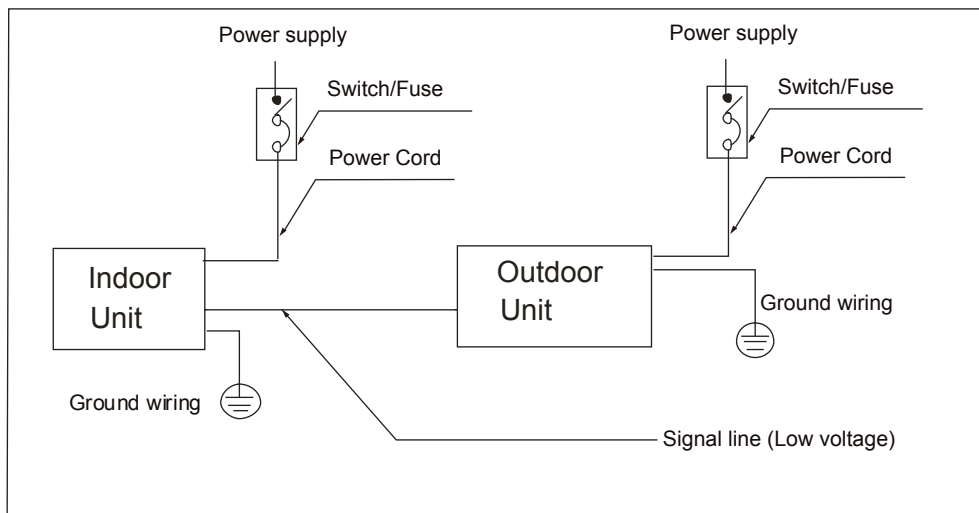 Power supply
Power supply
Switch/Fuse
Switch/Fuse
Power Cord
Power Cord
Indoor
Unit
Outdoor
Unit
Ground wiring
Ground wiring
Signal line (Low voltage)